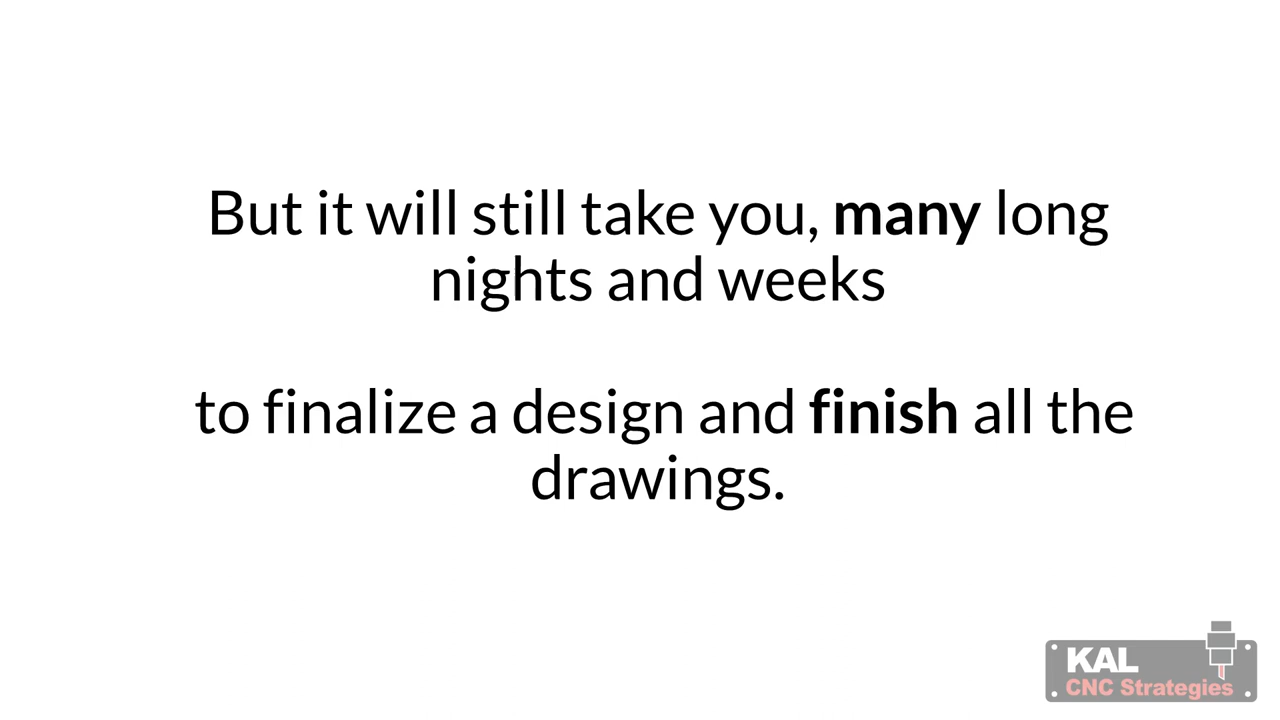 But it will still take you, many long
nights and weeks
to finalize a design and finish all the
drawings.
KAL
CNC Strategies